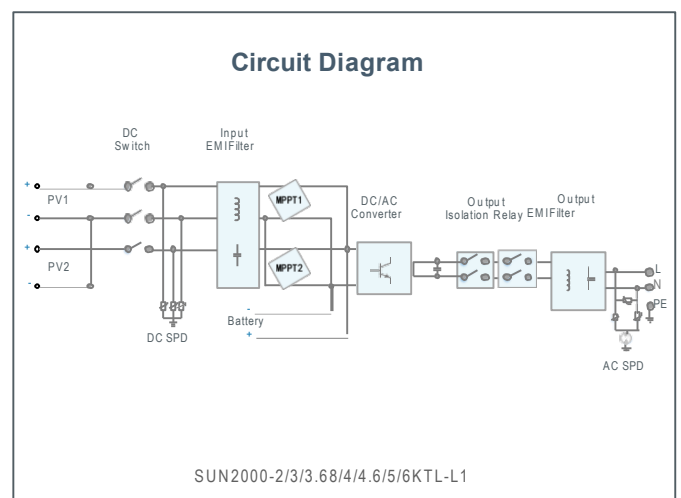 Circuit Diagram
DC
Switch
Input
EMIFilter
+
PV1
-
+
PV2
-
MPPT1
MPPT2
DC/AC
Converter
Output
Isolation Relay
Output
EMIFilter
L
N
PE
-
Battery
+
DC SPD
AC SPD
SUN2000-2/3/3.68/4/4.6/5/6KTL-L1